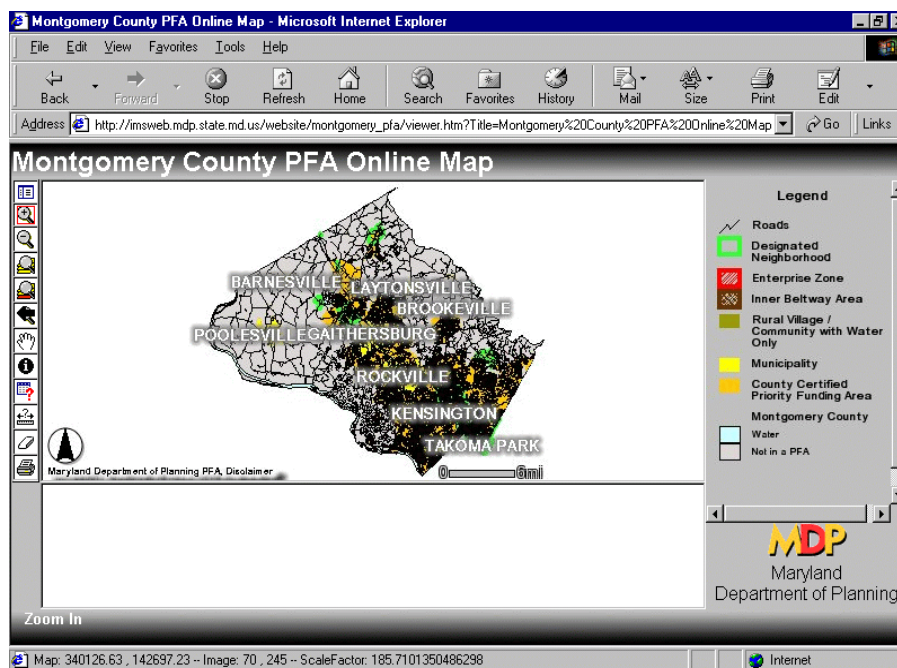 Montgomery County PFA Online Map - Microsoft Internet Explorer
File Edit View Favorites Tools Help
Back Forward Stop Refresh Home Search Favorites History Mail Size Print Edit
Address http://imsweb.mdp.state.md.us/website/montgomery_pfa/viewer.htm?Title=Montgomery%20County%20PFA%20Online%20Map Go Links
Montgomery County PFA Online Map
BARNESVILLE LAYTONSVILLE
BROOKEVILLE
POOLESVILLE GAITHERSBURG
ROCKVILLE
KENSINGTON
TAKOMA PARK
Maryland Department of Planning PFA, Disclaimer
0 6mi
Legend
Roads
Designated
Neighborhood
Enterprise Zone
Inner Beltway Area
Rural Village /
Community with Water
Only
Municipality
County Certified
Priority Funding Area
Montgomery County
Water
Not in a PFA
MDP
Maryland
Department of Planning
Zoom In
Map: 340126.63 , 142697.23 -- Image: 70 , 245 -- ScaleFactor: 185.7101350486298
Internet